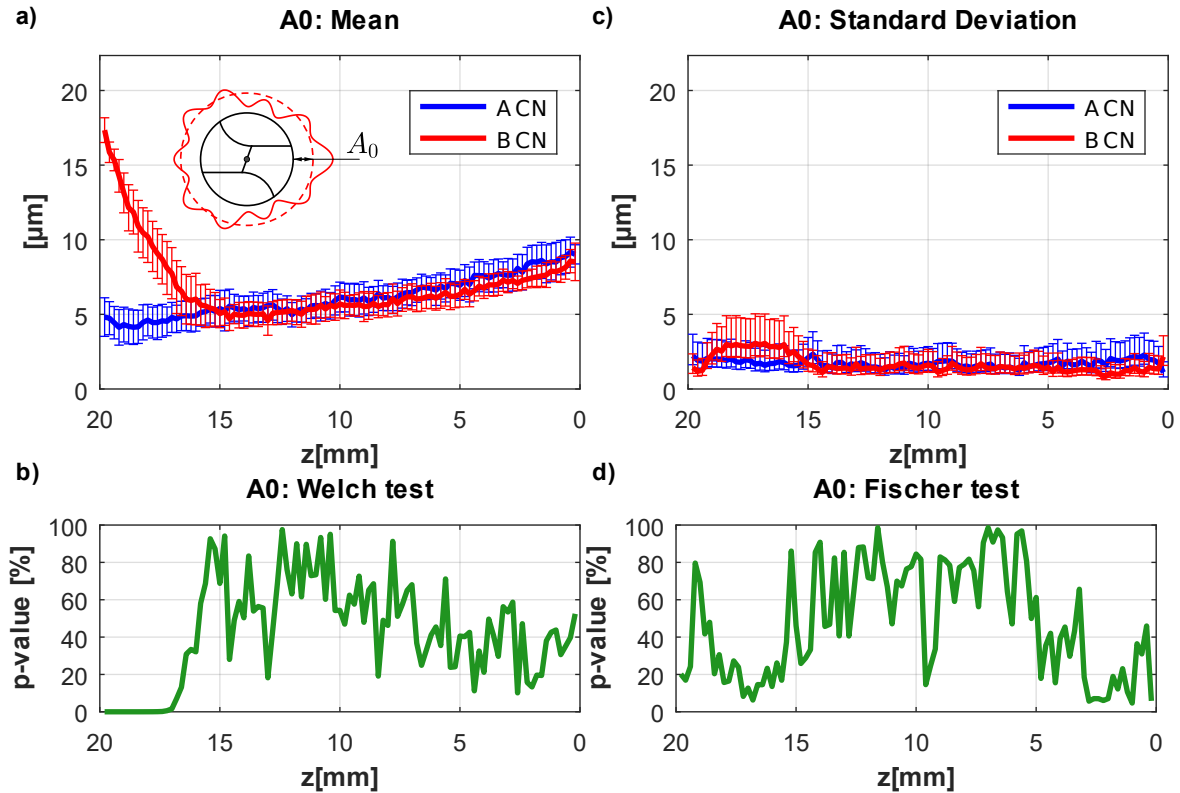 a)
A0: Mean
[µm]
20
15
10
5
0
A CN
B CN
A0
20
15
10
5
0
z[mm]
c)
A0: Standard Deviation
[µm]
20
15
10
5
0
A CN
B CN
20
15
10
5
0
z[mm]
b)
A0: Welch test
p-value [%]
100
80
60
40
20
0
20
15
10
5
0
z[mm]
d)
A0: Fischer test
p-value [%]
100
80
60
40
20
0
20
15
10
5
0
z[mm]